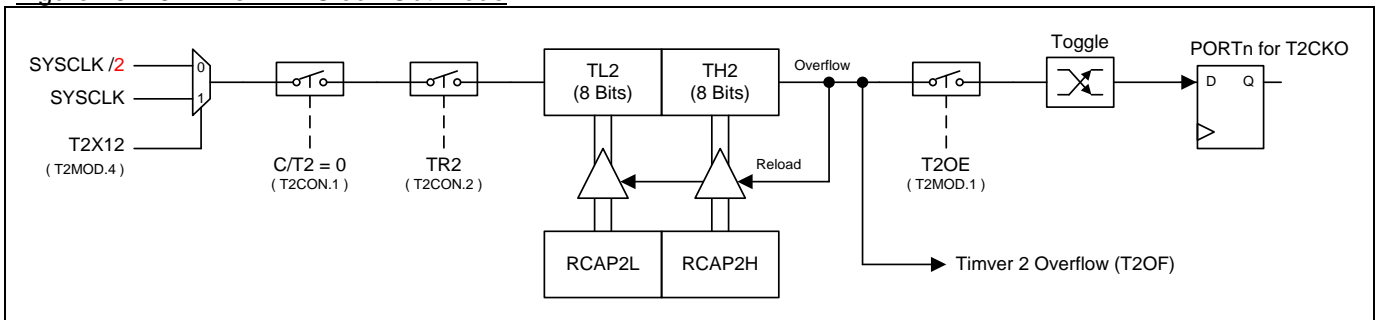 Toggle
PORTn for T2CKO
SYSCLK /2
0
TL2
(8 Bits)
TH2
(8 Bits)
Overflow
D Q
SYSCLK
1
T2X12
( T2MOD.4 )
C/T2 = 0
( T2CON.1 )
TR2
( T2CON.2 )
Reload
T2OE
( T2MOD.1 )
RCAP2L
RCAP2H
Timver 2 Overflow (T2OF)